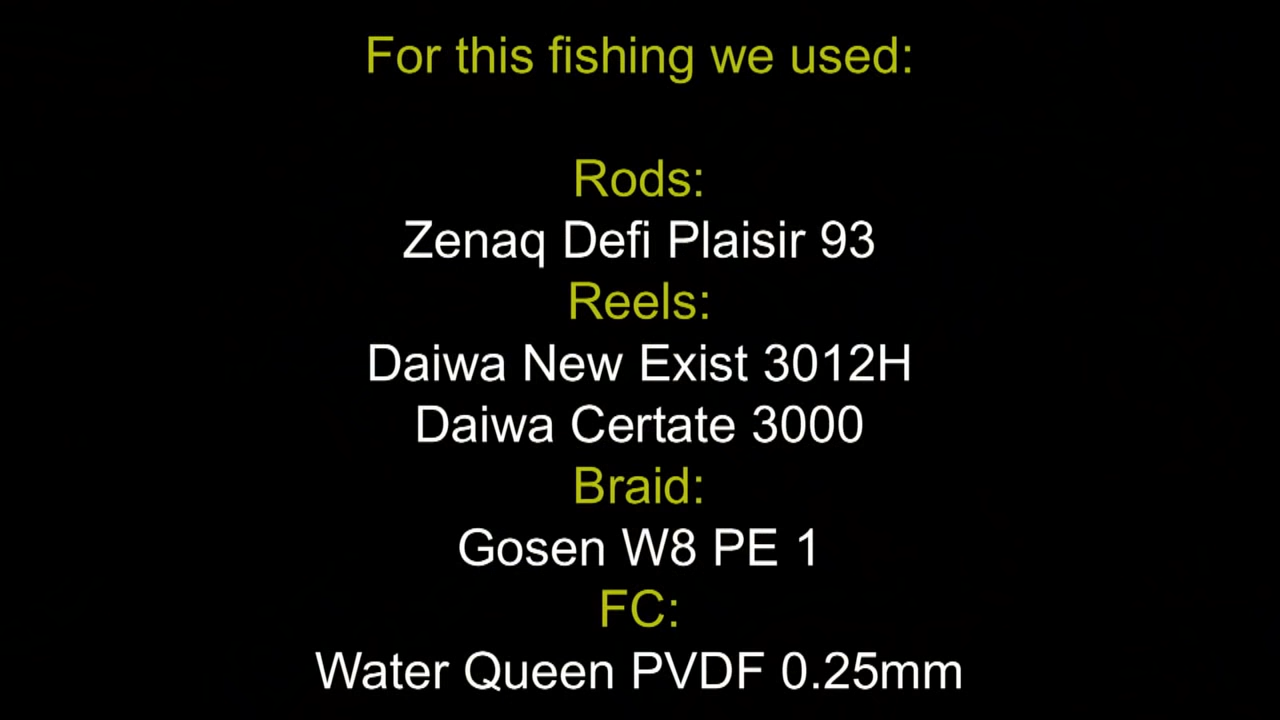 For this fishing we used:
Rods:
Zenaq Defi Plaisir 93
Reels:
Daiwa New Exist 3012H
Daiwa Certate 3000
Braid:
Gosen W8 PE 1
FC:
Water Queen PVDF 0.25mm